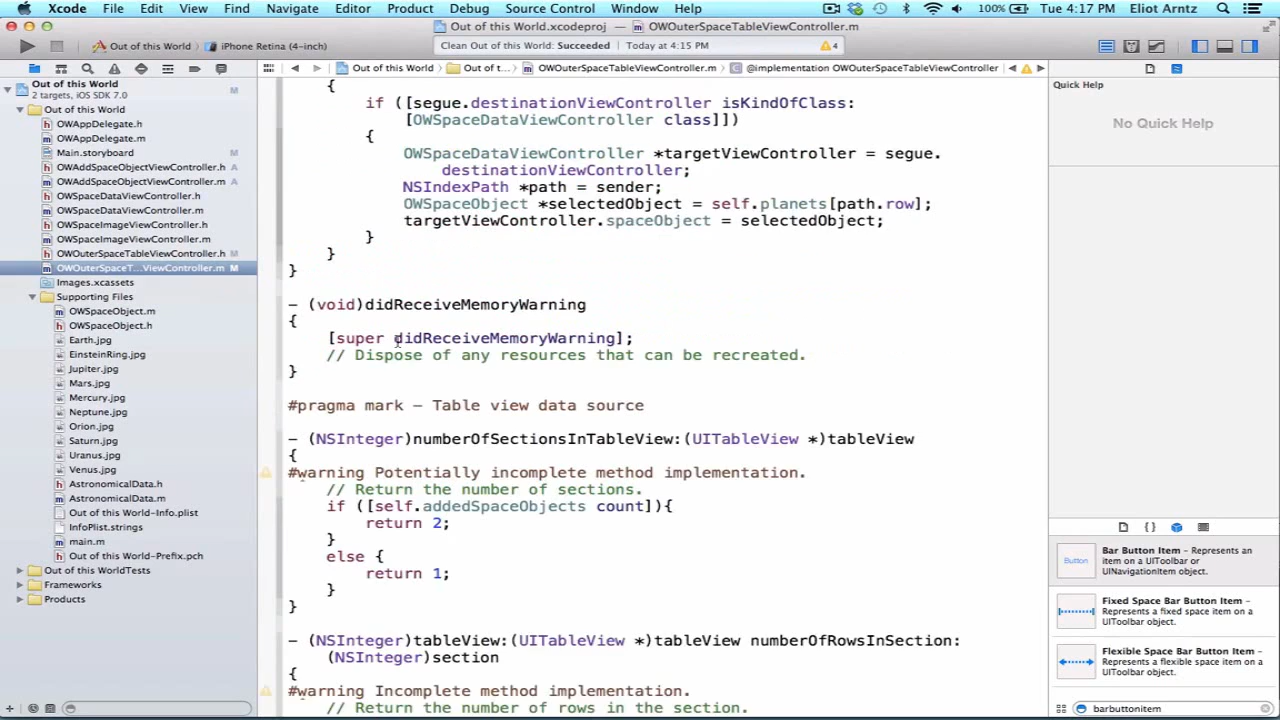 Xcode File Edit View Find Navigate Editor Product Debug Source Control Window Help 100% Tue 4:17 PM Eliot Arntz
Out of this World.xcodeproj — OWOuterSpaceTableViewController.m
Out of this World iPhone Retina (4-inch) Clean Out of this World: Succeeded Today at 4:15 PM 4
Out of this World Out of t... OWOuterSpaceTableViewController.m @implementation OWOuterSpaceTableViewController
Out of this World M
2 targets, iOS SDK 7.0
Out of this World
OWAppDelegate.h
OWAppDelegate.m
Main.storyboard M
OWAddSpaceObjectViewController.h A
OWAddSpaceObjectViewController.m A
OWSpaceDataViewController.h
OWSpaceDataViewController.m
OWSpaceImageViewController.h
OWSpaceImageViewController.m
OWOuterSpaceTableViewController.h M
OWOuterSpaceT...ViewController.m M
Images.xcassets
Supporting Files
OWSpaceObject.m
OWSpaceObject.h
Earth.jpg
EinsteinRing.jpg
Jupiter.jpg
Mars.jpg
Mercury.jpg
Neptune.jpg
Orion.jpg
Saturn.jpg
Uranus.jpg
Venus.jpg
AstronomicalData.h
AstronomicalData.m
Out of this World-Info.plist
InfoPlist.strings
main.m
Out of this World-Prefix.pch
Out of this WorldTests
Frameworks
Products
{
if ([segue.destinationViewController isKindOfClass:
[OWSpaceDataViewController class]])
{
OWSpaceDataViewController *targetViewController = segue.
destinationViewController;
NSIndexPath *path = sender;
OWSpaceObject *selectedObject = self.planets[path.row];
targetViewController.spaceObject = selectedObject;
}
}
}
- (void)didReceiveMemoryWarning
{
[super didReceiveMemoryWarning];
// Dispose of any resources that can be recreated.
}
#pragma mark - Table view data source
- (NSInteger)numberOfSectionsInTableView:(UITableView *)tableView
{
#warning Potentially incomplete method implementation.
// Return the number of sections.
if ([self.addedSpaceObjects count]){
return 2;
}
else {
return 1;
}
}
- (NSInteger)tableView:(UITableView *)tableView numberOfRowsInSection:
(NSInteger)section
{
#warning Incomplete method implementation.
// Return the number of rows in the section.
Quick Help
No Quick Help
Button
Bar Button Item - Represents an
item on a UIToolbar or
UINavigationItem object.
Fixed Space Bar Button Item -
Represents a fixed space item on a
UIToolbar object.
Flexible Space Bar Button Item -
Represents a flexible space item on a
UIToolbar object.
barbuttonitem